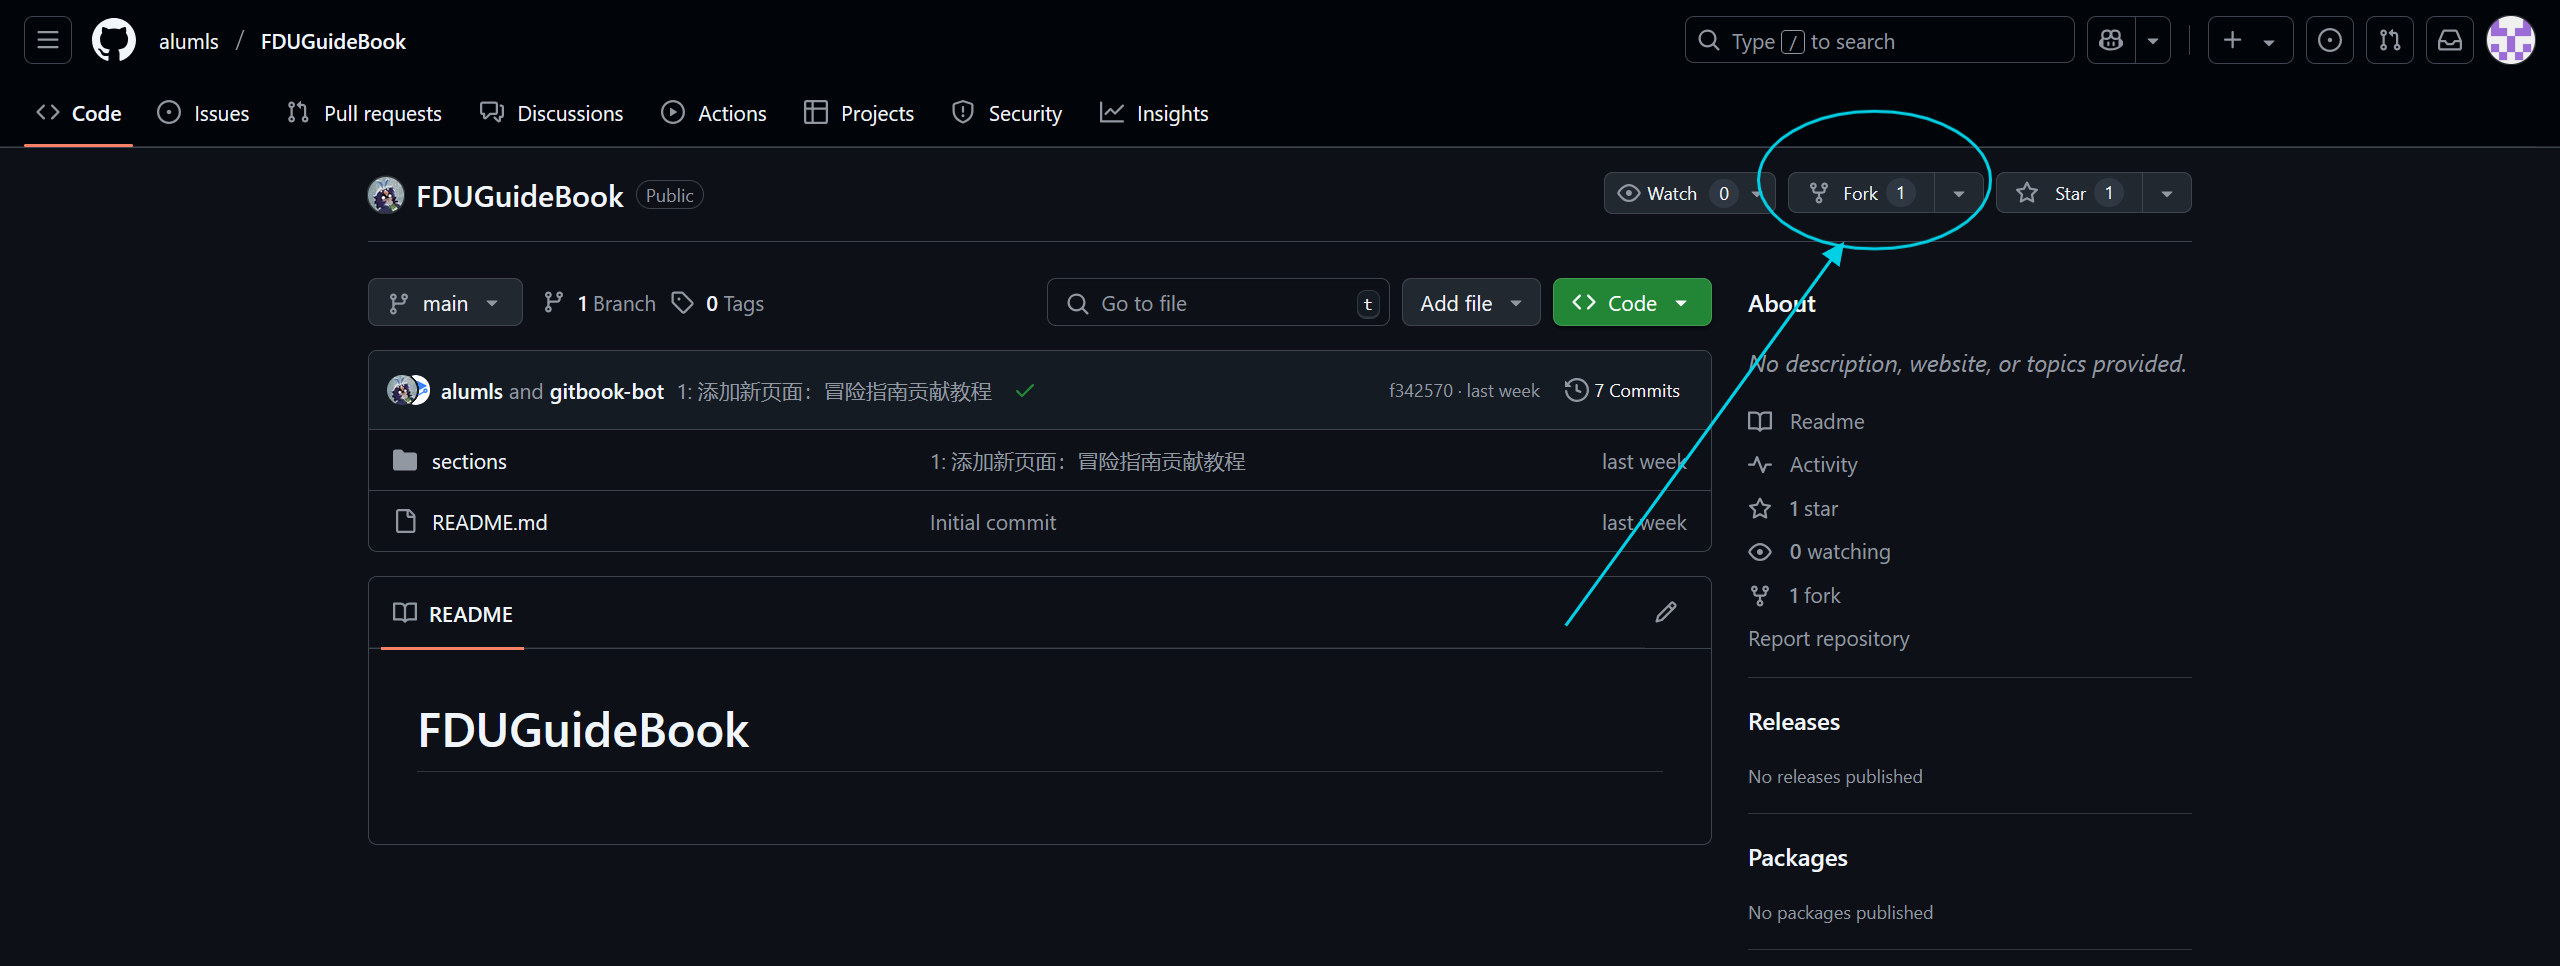 alumls / FDUGuideBook
Type / to search
Code Issues Pull requests Discussions Actions Projects Security Insights
FDUGuideBook Public
Watch 0 Fork 1 Star 1
main 1 Branch 0 Tags Go to file t Add file Code
alumls and gitbook-bot 1: 添加新页面：冒险指南贡献教程 f342570 · last week 7 Commits
sections 1: 添加新页面：冒险指南贡献教程 last week
README.md Initial commit last week
README
FDUGuideBook
About
No description, website, or topics provided.
Readme
Activity
1 star
0 watching
1 fork
Report repository
Releases
No releases published
Packages
No packages published